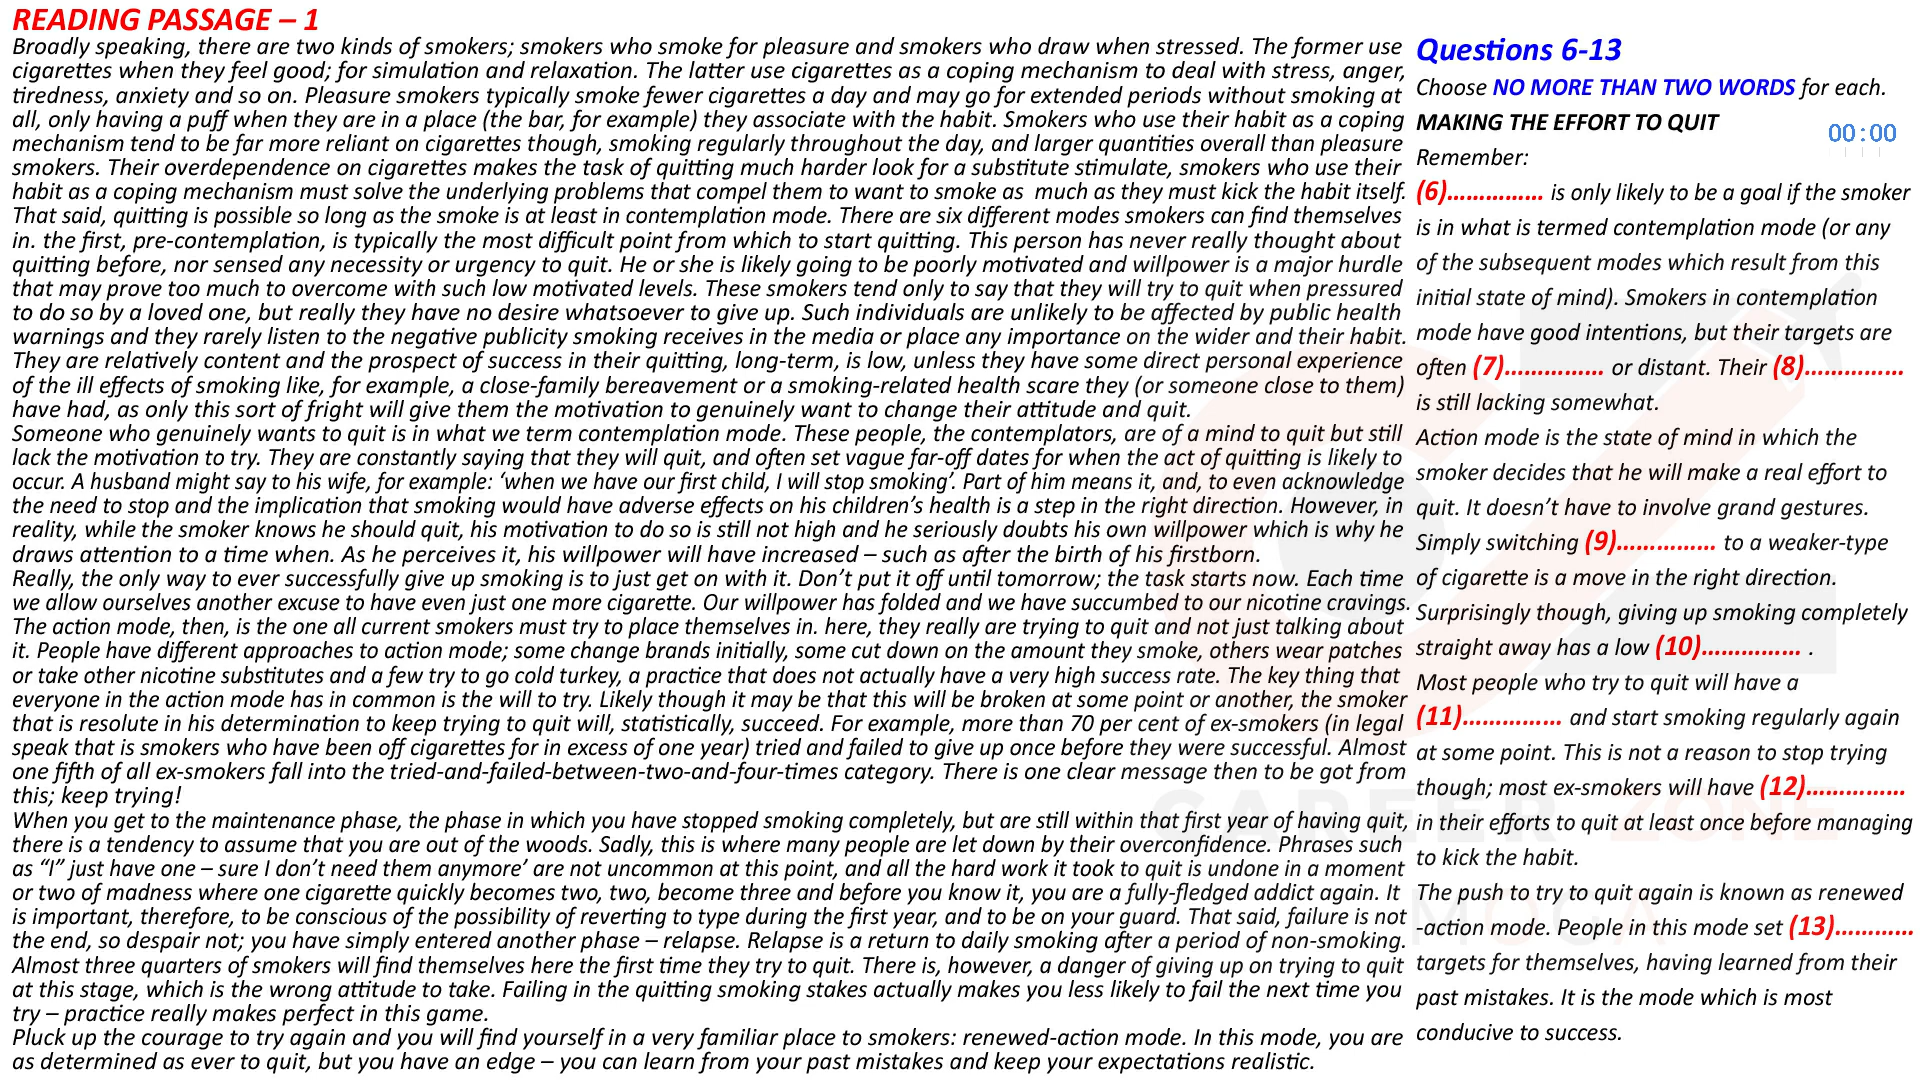 READING PASSAGE – 1
Broadly speaking, there are two kinds of smokers; smokers who smoke for pleasure and smokers who draw when stressed. The former use
cigarettes when they feel good; for simulation and relaxation. The latter use cigarettes as a coping mechanism to deal with stress, anger,
tiredness, anxiety and so on. Pleasure smokers typically smoke fewer cigarettes a day and may go for extended periods without smoking at
all, only having a puff when they are in a place (the bar, for example) they associate with the habit. Smokers who use their habit as a coping
mechanism tend to be far more reliant on cigarettes though, smoking regularly throughout the day, and larger quantities overall than pleasure
smokers. Their overdependence on cigarettes makes the task of quitting much harder look for a substitute stimulate, smokers who use their
habit as a coping mechanism must solve the underlying problems that compel them to want to smoke as much as they must kick the habit itself.
That said, quitting is possible so long as the smoke is at least in contemplation mode. There are six different modes smokers can find themselves
in. the first, pre-contemplation, is typically the most difficult point from which to start quitting. This person has never really thought about
quitting before, nor sensed any necessity or urgency to quit. He or she is likely going to be poorly motivated and willpower is a major hurdle
that may prove too much to overcome with such low motivated levels. These smokers tend only to say that they will try to quit when pressured
to do so by a loved one, but really they have no desire whatsoever to give up. Such individuals are unlikely to be affected by public health
warnings and they rarely listen to the negative publicity smoking receives in the media or place any importance on the wider and their habit.
They are relatively content and the prospect of success in their quitting, long-term, is low, unless they have some direct personal experience
of the ill effects of smoking like, for example, a close-family bereavement or a smoking-related health scare they (or someone close to them)
have had, as only this sort of fright will give them the motivation to genuinely want to change their attitude and quit.
Someone who genuinely wants to quit is in what we term contemplation mode. These people, the contemplators, are of a mind to quit but still
lack the motivation to try. They are constantly saying that they will quit, and often set vague far-off dates for when the act of quitting is likely to
occur. A husband might say to his wife, for example: ‘when we have our first child, I will stop smoking’. Part of him means it, and, to even acknowledge
the need to stop and the implication that smoking would have adverse effects on his children’s health is a step in the right direction. However, in
reality, while the smoker knows he should quit, his motivation to do so is still not high and he seriously doubts his own willpower which is why he
draws attention to a time when. As he perceives it, his willpower will have increased – such as after the birth of his firstborn.
Really, the only way to ever successfully give up smoking is to just get on with it. Don’t put it off until tomorrow; the task starts now. Each time
we allow ourselves another excuse to have even just one more cigarette. Our willpower has folded and we have succumbed to our nicotine cravings.
The action mode, then, is the one all current smokers must try to place themselves in. here, they really are trying to quit and not just talking about
it. People have different approaches to action mode; some change brands initially, some cut down on the amount they smoke, others wear patches
or take other nicotine substitutes and a few try to go cold turkey, a practice that does not actually have a very high success rate. The key thing that
everyone in the action mode has in common is the will to try. Likely though it may be that this will be broken at some point or another, the smoker
that is resolute in his determination to keep trying to quit will, statistically, succeed. For example, more than 70 per cent of ex-smokers (in legal
speak that is smokers who have been off cigarettes for in excess of one year) tried and failed to give up once before they were successful. Almost
one fifth of all ex-smokers fall into the tried-and-failed-between-two-and-four-times category. There is one clear message then to be got from
this; keep trying!
When you get to the maintenance phase, the phase in which you have stopped smoking completely, but are still within that first year of having quit,
there is a tendency to assume that you are out of the woods. Sadly, this is where many people are let down by their overconfidence. Phrases such
as “I” just have one – sure I don’t need them anymore’ are not uncommon at this point, and all the hard work it took to quit is undone in a moment
or two of madness where one cigarette quickly becomes two, two, become three and before you know it, you are a fully-fledged addict again. It
is important, therefore, to be conscious of the possibility of reverting to type during the first year, and to be on your guard. That said, failure is not
the end, so despair not; you have simply entered another phase – relapse. Relapse is a return to daily smoking after a period of non-smoking.
Almost three quarters of smokers will find themselves here the first time they try to quit. There is, however, a danger of giving up on trying to quit
at this stage, which is the wrong attitude to take. Failing in the quitting smoking stakes actually makes you less likely to fail the next time you
try – practice really makes perfect in this game.
Pluck up the courage to try again and you will find yourself in a very familiar place to smokers: renewed-action mode. In this mode, you are
as determined as ever to quit, but you have an edge – you can learn from your past mistakes and keep your expectations realistic.
Questions 6-13
Choose NO MORE THAN TWO WORDS for each.
MAKING THE EFFORT TO QUIT
00:00
Remember:
(6)…………… is only likely to be a goal if the smoker
is in what is termed contemplation mode (or any
of the subsequent modes which result from this
initial state of mind). Smokers in contemplation
mode have good intentions, but their targets are
often (7)…………… or distant. Their (8)……………
is still lacking somewhat.
Action mode is the state of mind in which the
smoker decides that he will make a real effort to
quit. It doesn’t have to involve grand gestures.
Simply switching (9)…………… to a weaker-type
of cigarette is a move in the right direction.
Surprisingly though, giving up smoking completely
straight away has a low (10)…………… .
Most people who try to quit will have a
(11)…………… and start smoking regularly again
at some point. This is not a reason to stop trying
though; most ex-smokers will have (12)……………
in their efforts to quit at least once before managing
to kick the habit.
The push to try to quit again is known as renewed
-action mode. People in this mode set (13)…………
targets for themselves, having learned from their
past mistakes. It is the mode which is most
conducive to success.
CAREER ZONE
MOGA